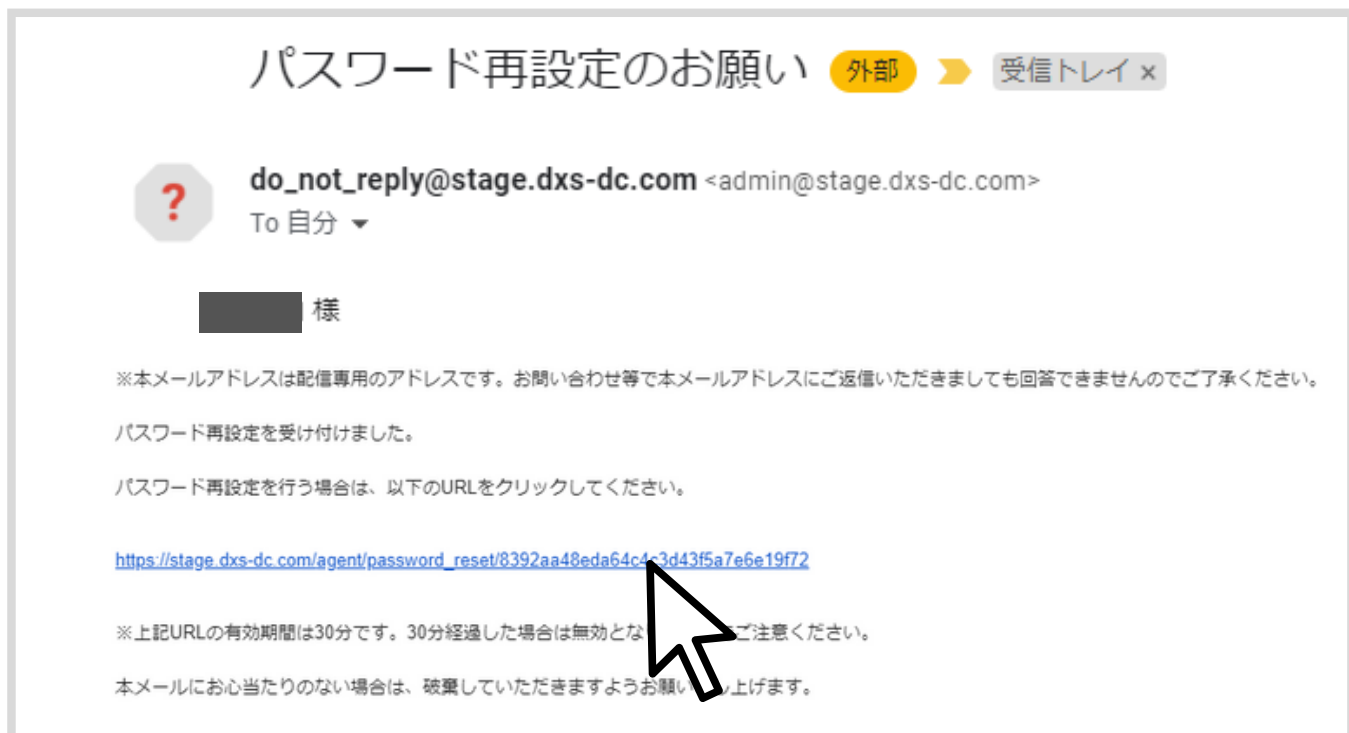 パスワード再設定のお願い 外部 受信トレイ ×
?
do_not_reply@stage.dxs-dc.com <admin@stage.dxs-dc.com>
To 自分
様
※本メールアドレスは配信専用のアドレスです。お問い合わせ等で本メールアドレスにご返信いただきましても回答できませんのでご了承ください。
パスワード再設定を受け付けました。
パスワード再設定を行う場合は、以下のURLをクリックしてください。
https://stage.dxs-dc.com/agent/password_reset/8392aa48eda64c4c3d43f5a7e6e19f72
※上記URLの有効期間は30分です。30分経過した場合は無効とな ご注意ください。
本メールにお心当たりのない場合は、破棄していただきますようお願い し上げます。